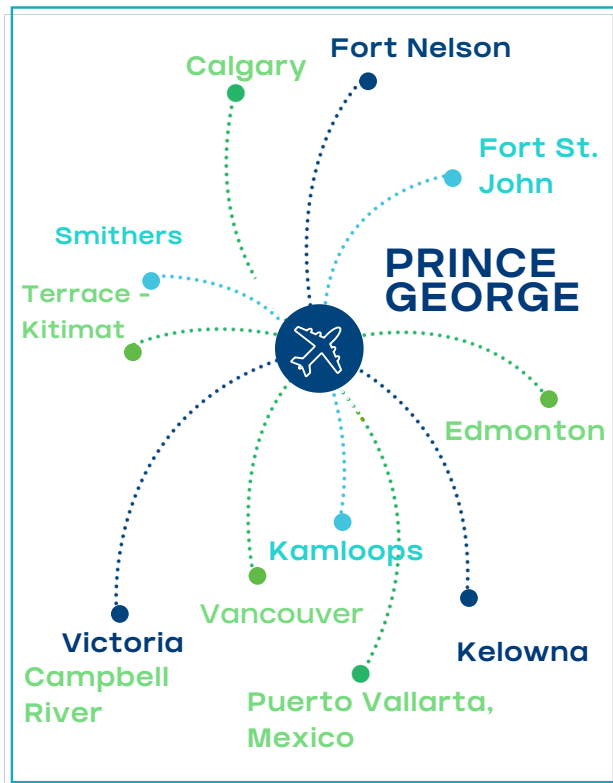 Fort Nelson
Calgary
Fort St.
John
Smithers
PRINCE
GEORGE
Terrace -
Kitimat
Edmonton
Kamloops
Vancouver
Victoria
Kelowna
Campbell
River
Puerto Vallarta,
Mexico